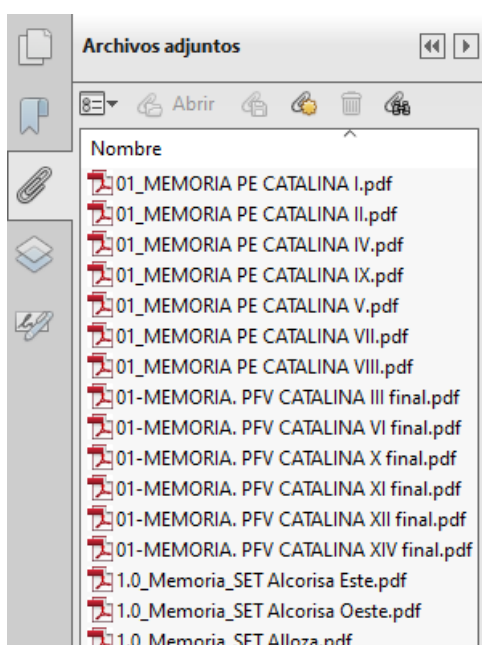 Archivos adjuntos
Abrir
Nombre
01_MEMORIA PE CATALINA I.pdf
01_MEMORIA PE CATALINA II.pdf
01_MEMORIA PE CATALINA IV.pdf
01_MEMORIA PE CATALINA IX.pdf
01_MEMORIA PE CATALINA V.pdf
01_MEMORIA PE CATALINA VII.pdf
01_MEMORIA PE CATALINA VIII.pdf
01-MEMORIA. PFV CATALINA III final.pdf
01-MEMORIA. PFV CATALINA VI final.pdf
01-MEMORIA. PFV CATALINA X final.pdf
01-MEMORIA. PFV CATALINA XI final.pdf
01-MEMORIA. PFV CATALINA XII final.pdf
01-MEMORIA. PFV CATALINA XIV final.pdf
1.0_Memoria_SET Alcorisa Este.pdf
1.0_Memoria_SET Alcorisa Oeste.pdf
1.0_Memoria_SET Alloza.pdf